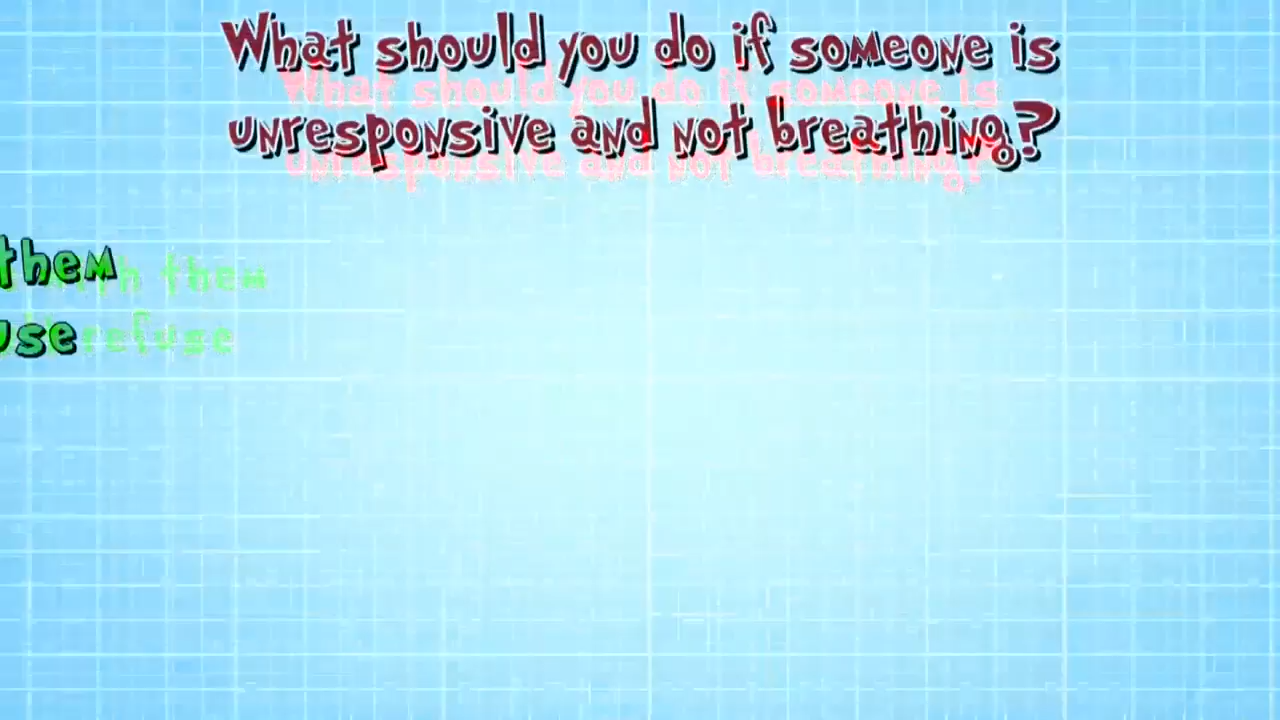 What should you do if someone is
unresponsive and not breathing?
them
use